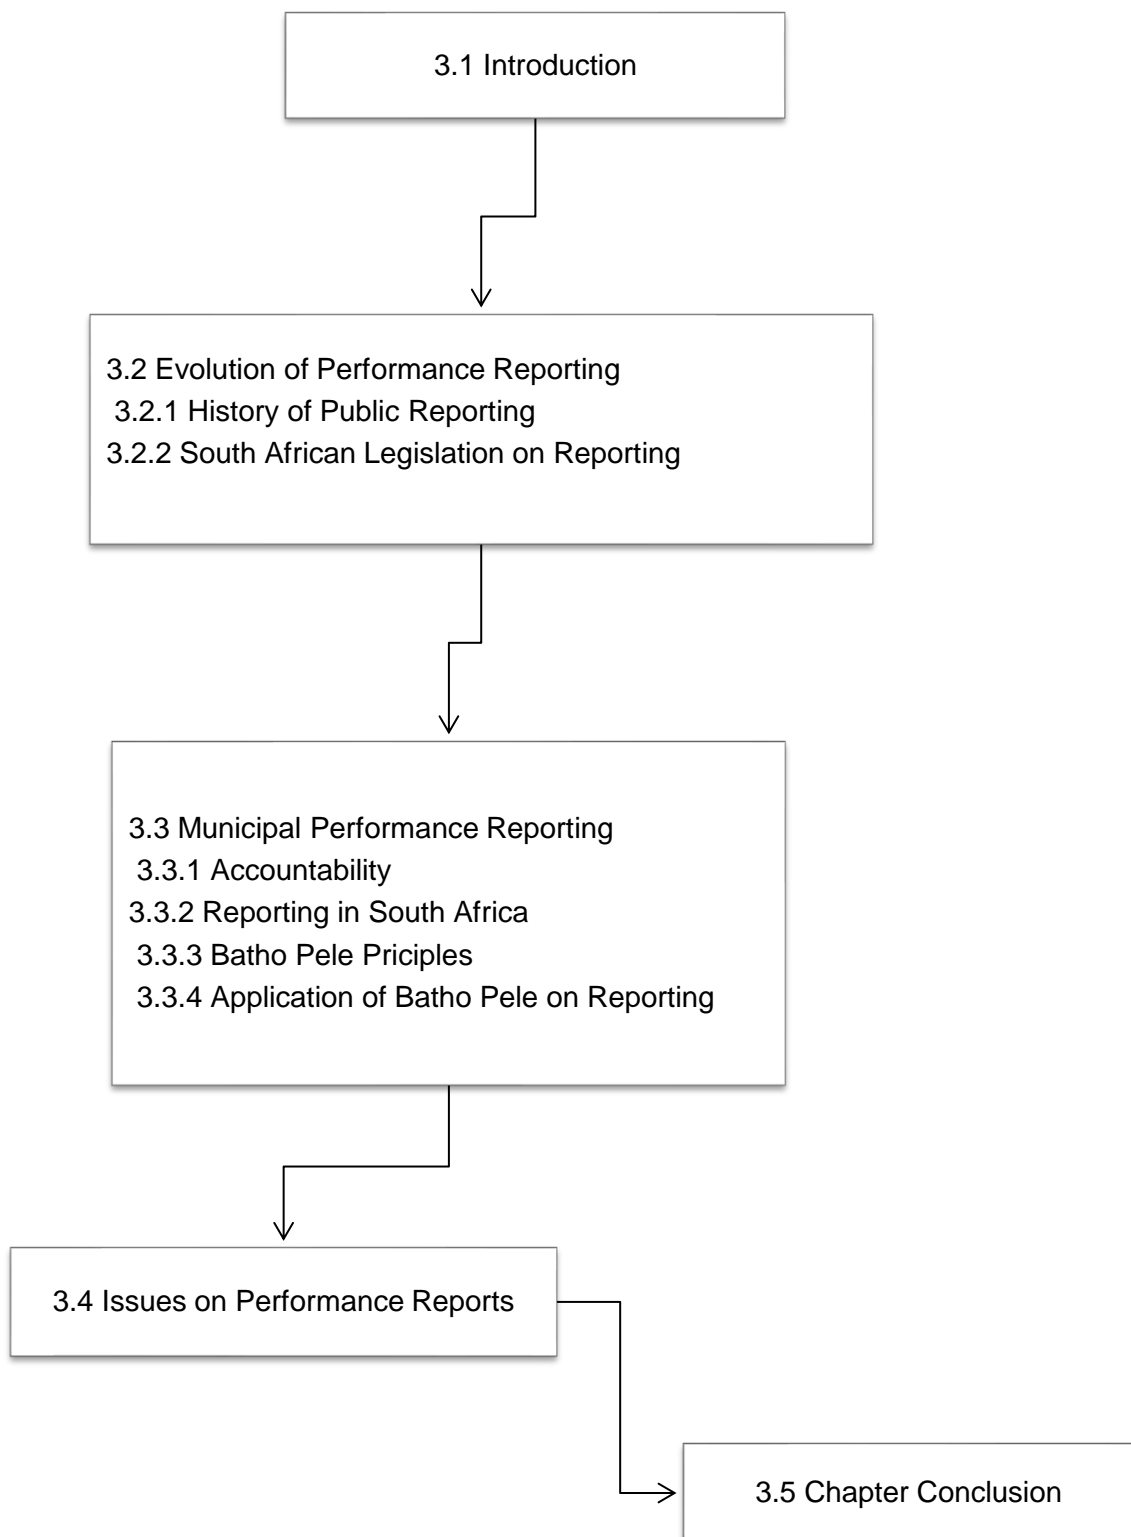 3.1 Introduction
3.2 Evolution of Performance Reporting
3.2.1 History of Public Reporting
3.2.2 South African Legislation on Reporting
3.3 Municipal Performance Reporting
3.3.1 Accountability
3.3.2 Reporting in South Africa
3.3.3 Batho Pele Priciples
3.3.4 Application of Batho Pele on Reporting
3.4 Issues on Performance Reports
3.5 Chapter Conclusion